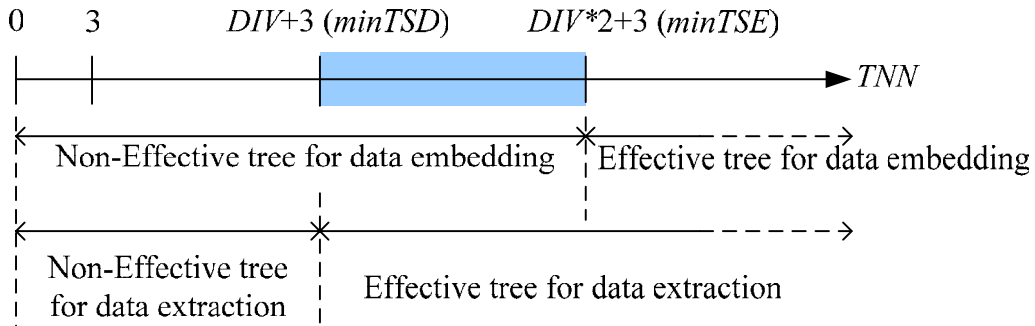 0 3 DIV+3 (minTSD) DIV*2+3 (minTSE)
TNN
Non-Effective tree for data embedding Effective tree for data embedding
Non-Effective tree
for data extraction
Effective tree for data extraction